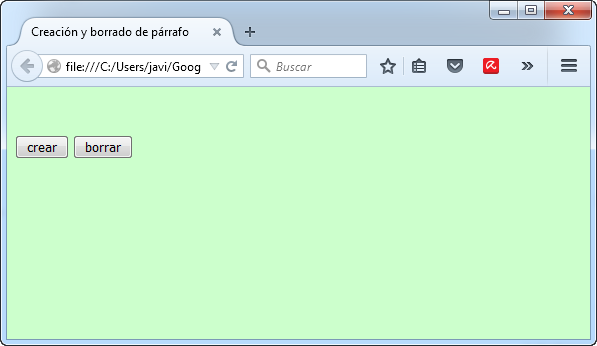 Creación y borrado de párrafo
file:///C:/Users/javi/Goog
Buscar
crear
borrar